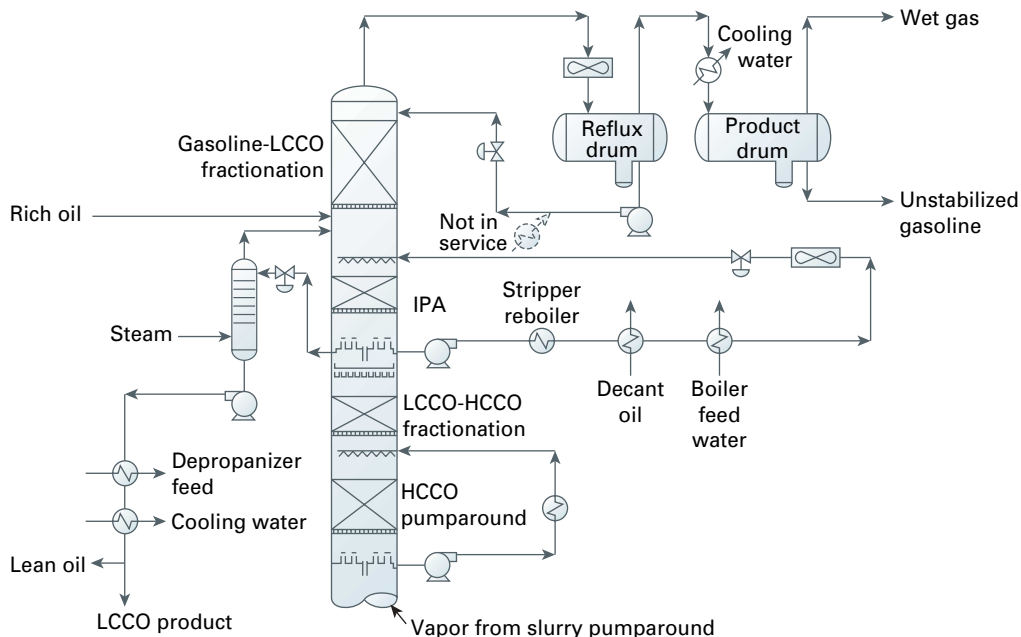 Wet gas
Cooling
water
Reflux
drum
Product
drum
Gasoline-LCCO
fractionation
Rich oil
Not in
service
Unstabilized
gasoline
IPA
Stripper
reboiler
Steam
Decant
oil
Boiler
feed
water
LCCO-HCCO
fractionation
Depropanizer
feed
HCCO
pumparound
Cooling water
Lean oil
LCCO product
Vapor from slurry pumparound